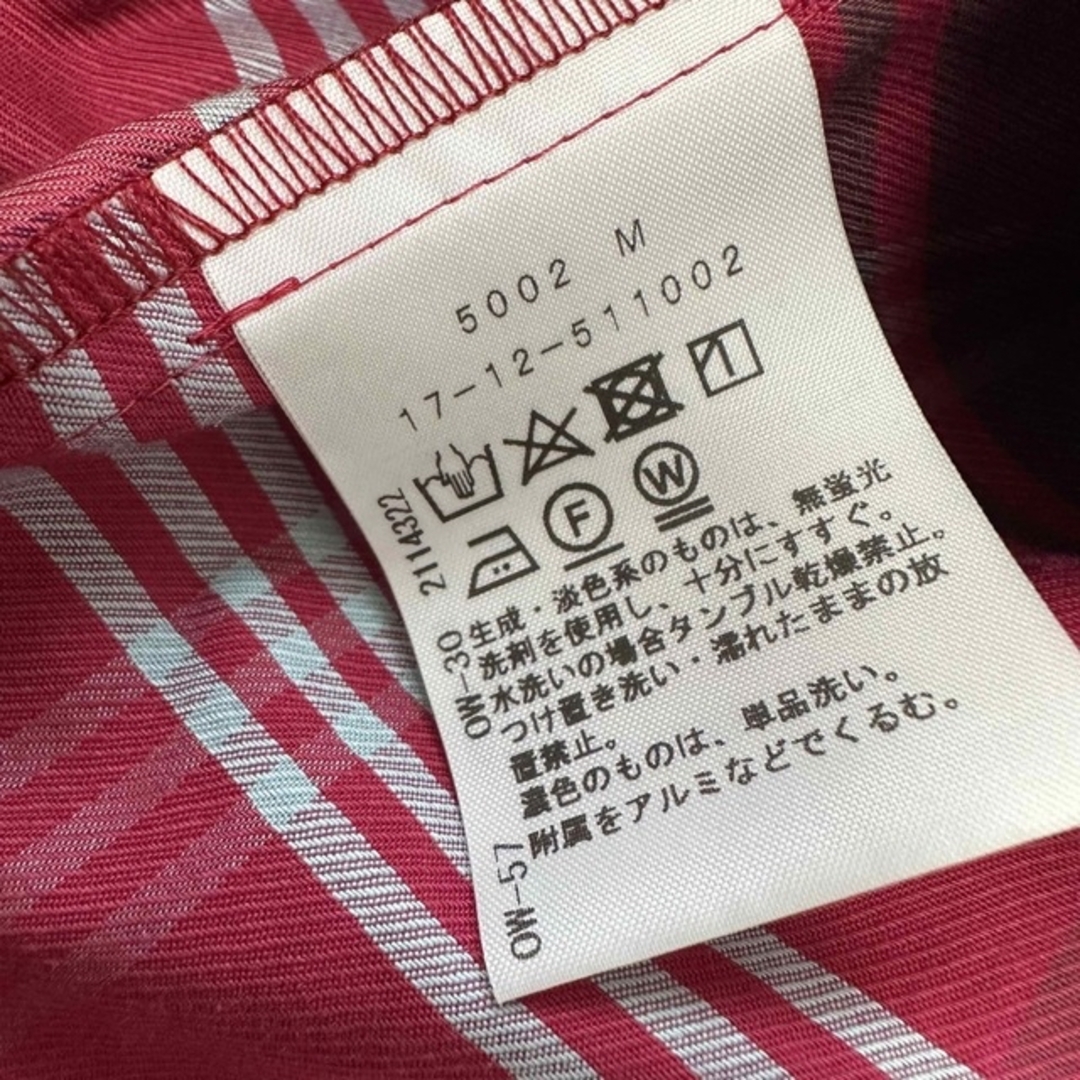 5002 M
17-12-511002
2114322
F
W
OW-30
生成・淡色系のものは、無蛍光
洗剤を使用し、十分にすすぐ。
水洗いの場合タンブル乾燥禁止。
つけ置き洗い・濡れたままの放
置禁止。
濃色のものは、単品洗い。
OW-57
附属をアルミなどでくるむ。